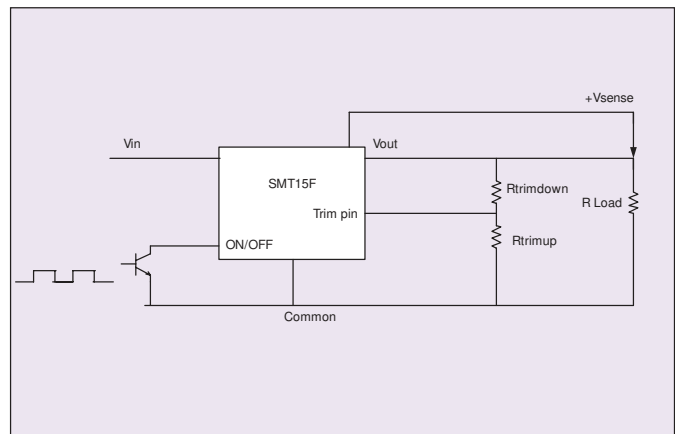 +Vsense
Vin
Vout
SMT15F
Rtrimdown
R Load
Trim pin
Rtrimup
ON/OFF
Common